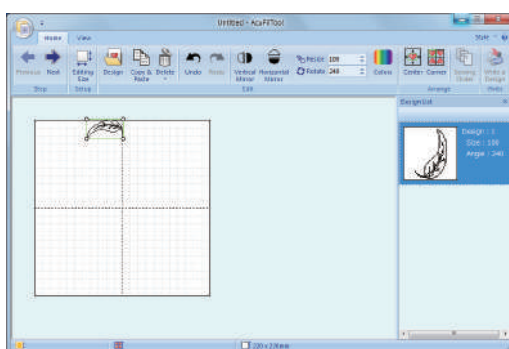 Untitled - AcuFilTool
Home View Style
Previous Next Editing Size Design Copy & Paste Delete Undo Redo Vertical Mirror Horizontal Mirror Resize 100 Rotate 240 Colors Center Corner Sewing Order Write a Design
Step Setup Edit Arrange Write
Design List
Design : 1
Size : 100
Angle : 240
220 x 220mm